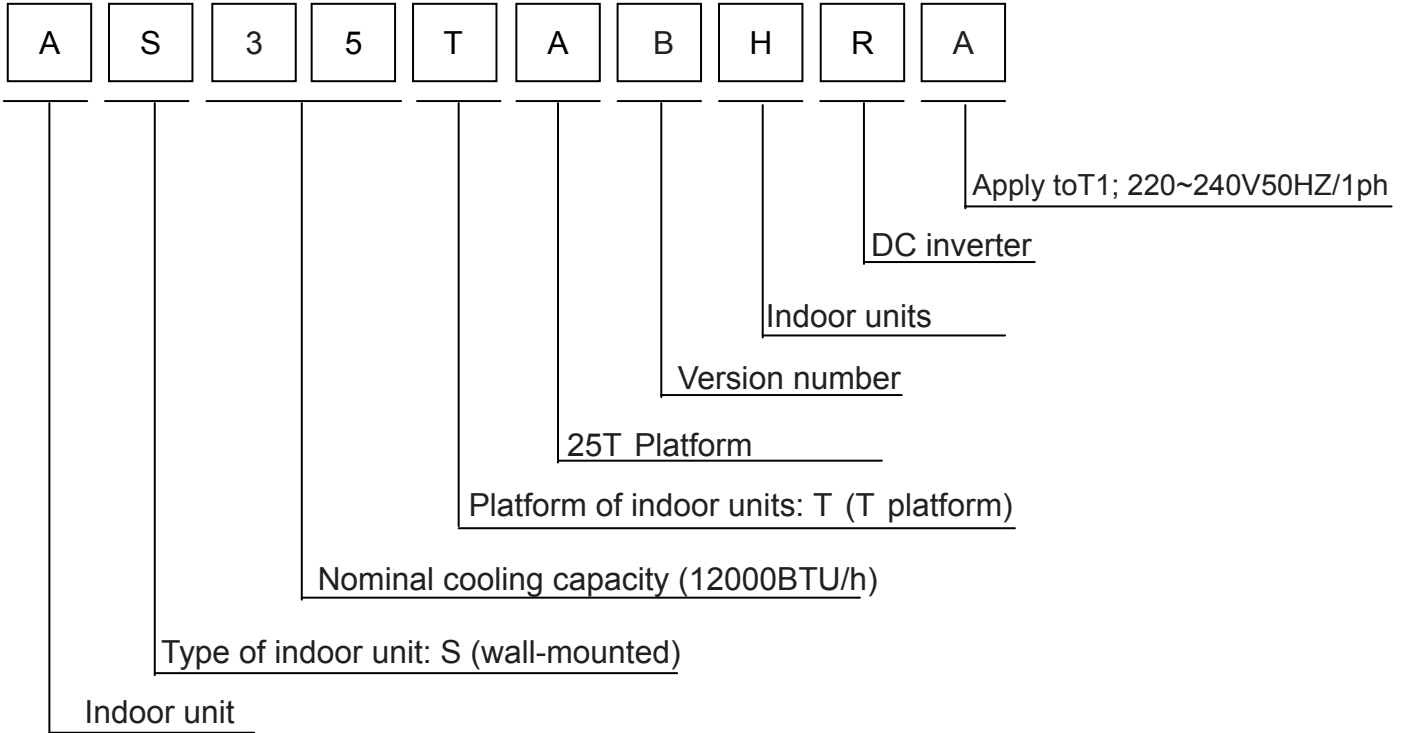 A S 3 5 T A B H R A
Apply toT1; 220~240V50HZ/1ph
DC inverter
Indoor units
Version number
25T Platform
Platform of indoor units: T (T platform)
Nominal cooling capacity (12000BTU/h)
Type of indoor unit: S (wall-mounted)
Indoor unit